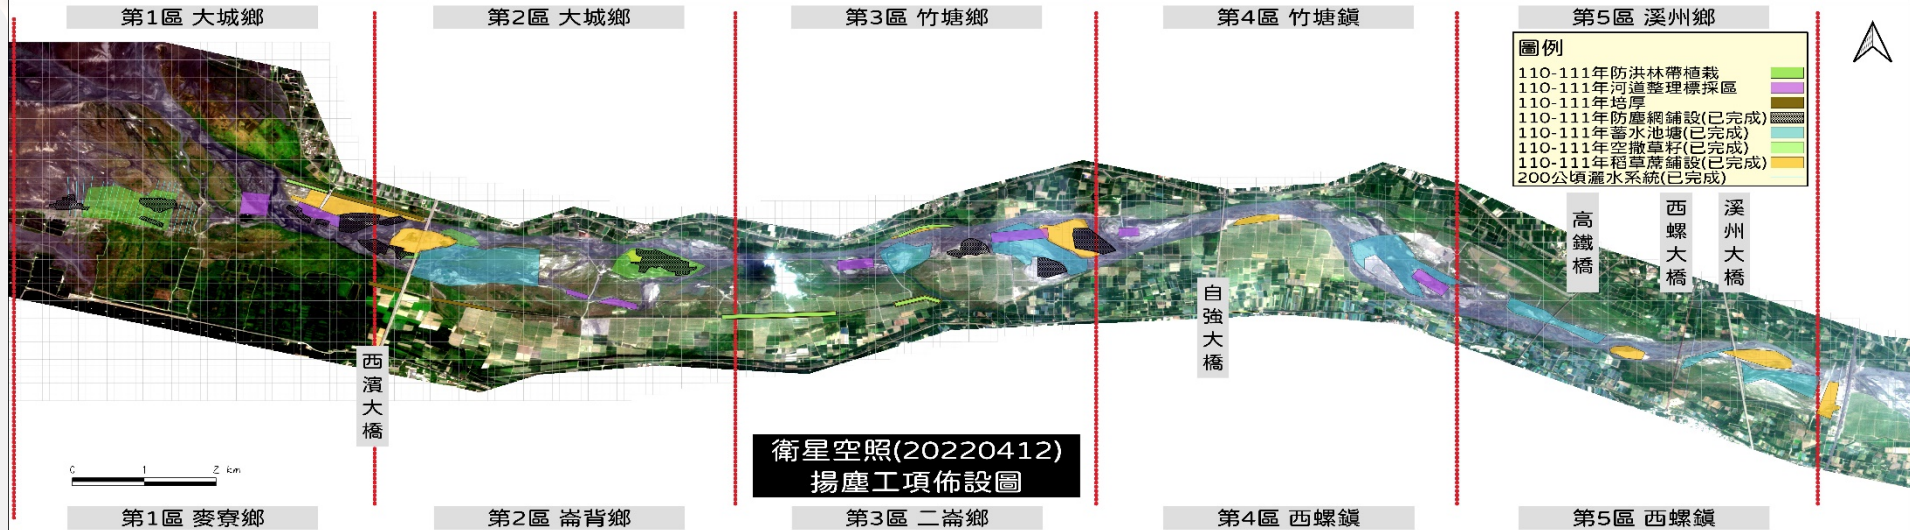 第1區 大城鄉
第2區 大城鄉
第3區 竹塘鄉
第4區 竹塘鎮
第5區 溪州鄉
圖例
110-111年防洪林帶植栽
110-111年河道整理標採區
110-111年培厚
110-111年防塵網鋪設(已完成)
110-111年蓄水池塘(已完成)
110-111年空撒草籽(已完成)
110-111年稻草蓆鋪設(已完成)
200公頃灑水系統(已完成)
高鐵橋
西螺大橋
溪州大橋
自強大橋
西濱大橋
0 1 2 km
衛星空照(20220412)
揚塵工項佈設圖
第1區 麥寮鄉
第2區 崙背鄉
第3區 二崙鄉
第4區 西螺鎮
第5區 西螺鎮